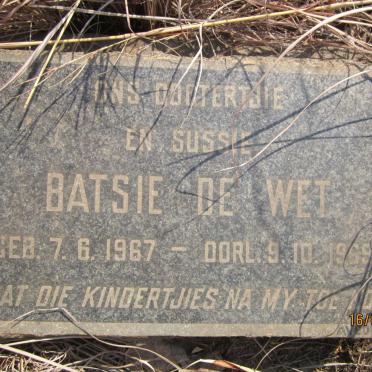 ONS DOGTERTJIE
EN SUSSIE
BATSIE DE WET
GEB. 7. 6. 1967 — OORL. 9. 10. 19
LAAT DIE KINDERTJIES NA MY TOE
16/